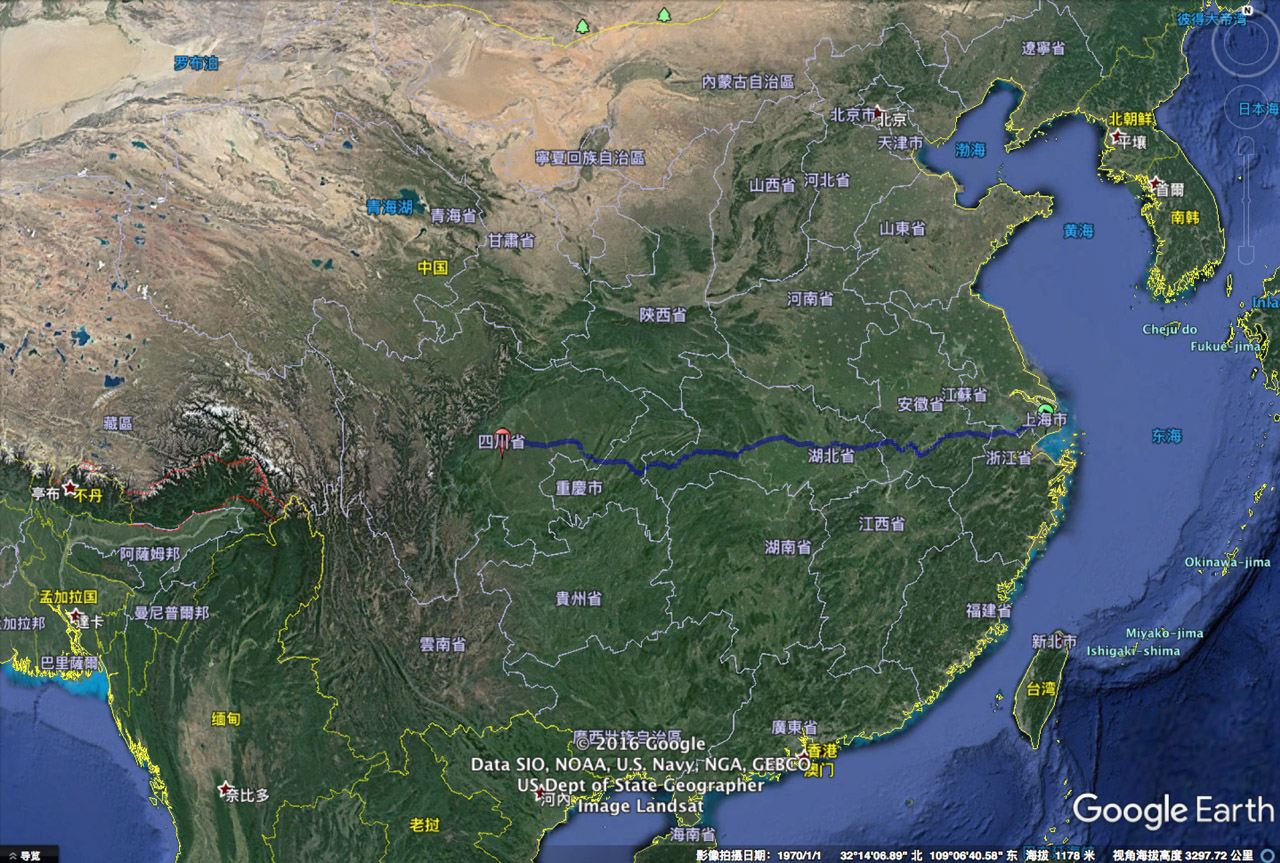 N
彼得大帝湾
遼寧省
罗布泊
內蒙古自治區
日本海
北京市
北京
北朝鮮
平壤
天津市
渤海
寧夏回族自治區
山西省
河北省
首爾
青海湖
青海省
南韩
山東省
黄海
甘肃省
中国
河南省
陝西省
Cheju do
Fukue-jima
江蘇省
安徽省
上海市
藏區
东海
四川省
湖北省
浙江省
重慶市
亭布
不丹
江西省
湖南省
阿薩姆邦
Okinawa-jima
孟加拉国
貴州省
福建省
曼尼普爾邦
達卡
加拉邦
Miyako-jima
新北市
雲南省
Ishigaki-shima
巴里薩爾
台湾
缅甸
廣東省
廣西壯族自治區
© 2016 Google
香港
Data SIO, NOAA, U.S. Navy, NGA, GEBCO
澳门
US Dept of State Geographer
奈比多
河內
Image Landsat
Google Earth
老挝
海南省
导览
影像拍摄日期: 1970/1/1 32°14'06.89" 北 109°06'40.58" 东 海拔 1178 米 视角海拔高度 3297.72 公里